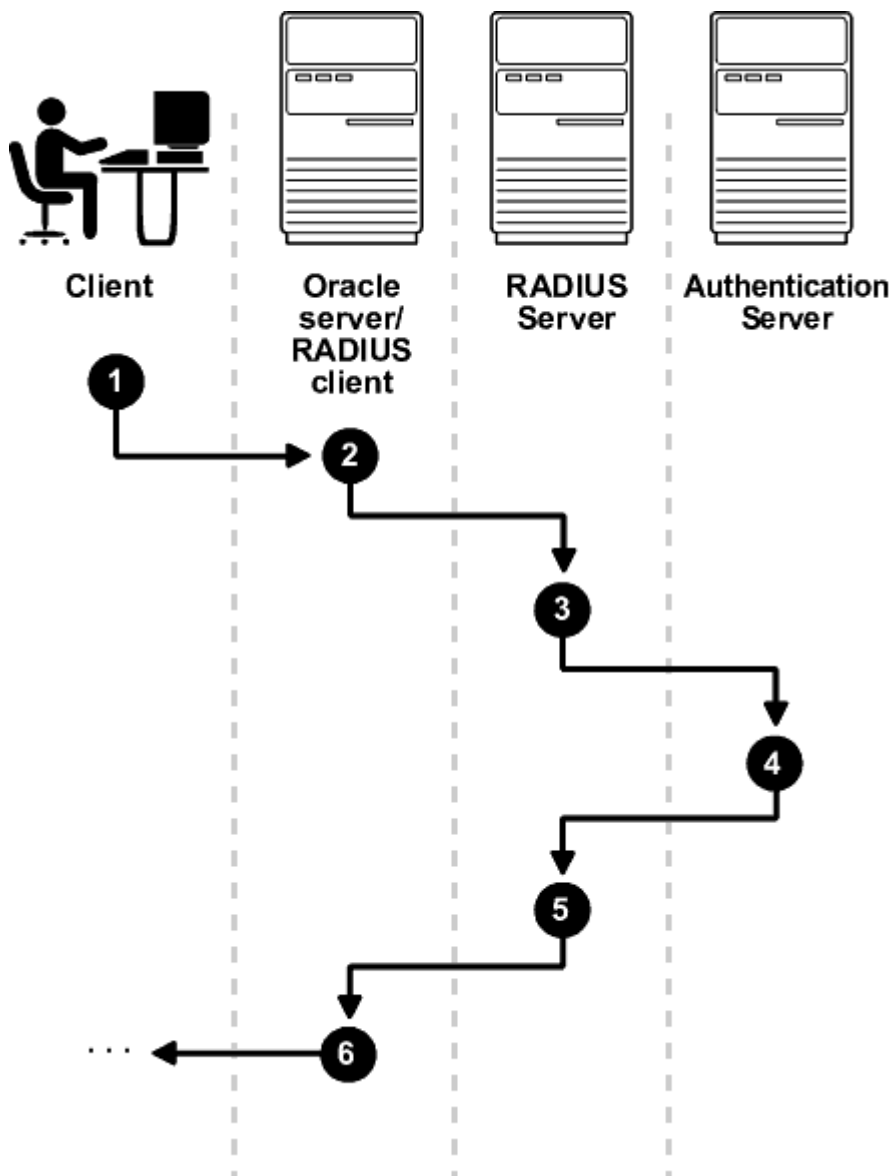 Client
Oracle
server/
RADIUS
client
RADIUS
Server
Authentication
Server
1
2
3
4
5
6
. . .